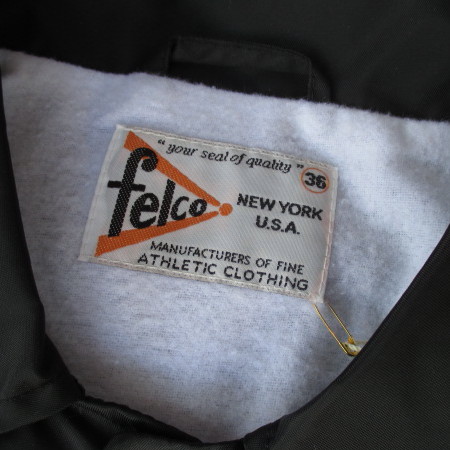 "your seal of quality"
36
felco
NEW YORK
U.S.A.
MANUFACTURERS OF FINE
ATHLETIC CLOTHING